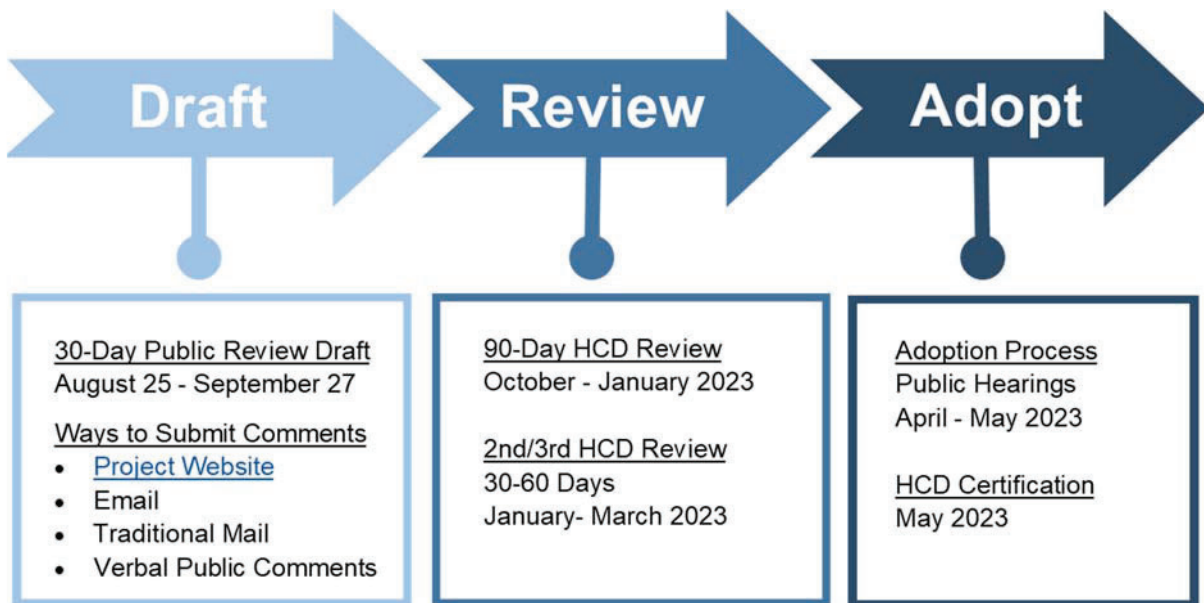 Draft
Review
Adopt
30-Day Public Review Draft
August 25 - September 27
Ways to Submit Comments
• Project Website
• Email
• Traditional Mail
• Verbal Public Comments
90-Day HCD Review
October - January 2023
2nd/3rd HCD Review
30-60 Days
January- March 2023
Adoption Process
Public Hearings
April - May 2023
HCD Certification
May 2023